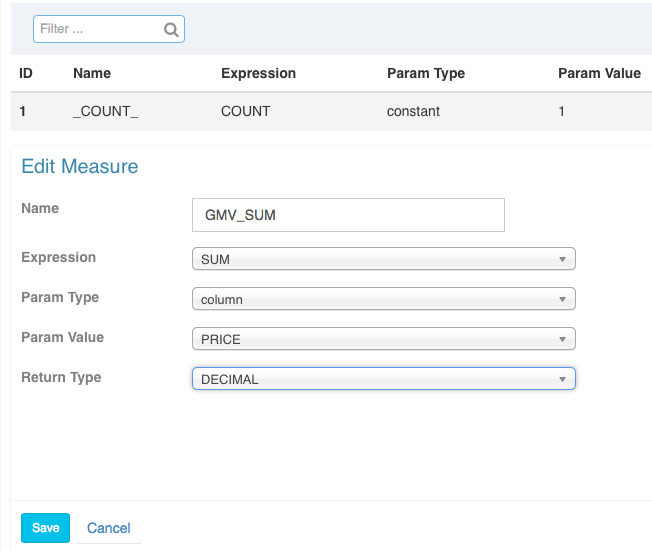 Filter ...
ID Name Expression Param Type Param Value
1 _COUNT_ COUNT constant 1
Edit Measure
Name GMV_SUM
Expression SUM
Param Type column
Param Value PRICE
Return Type DECIMAL
Save Cancel